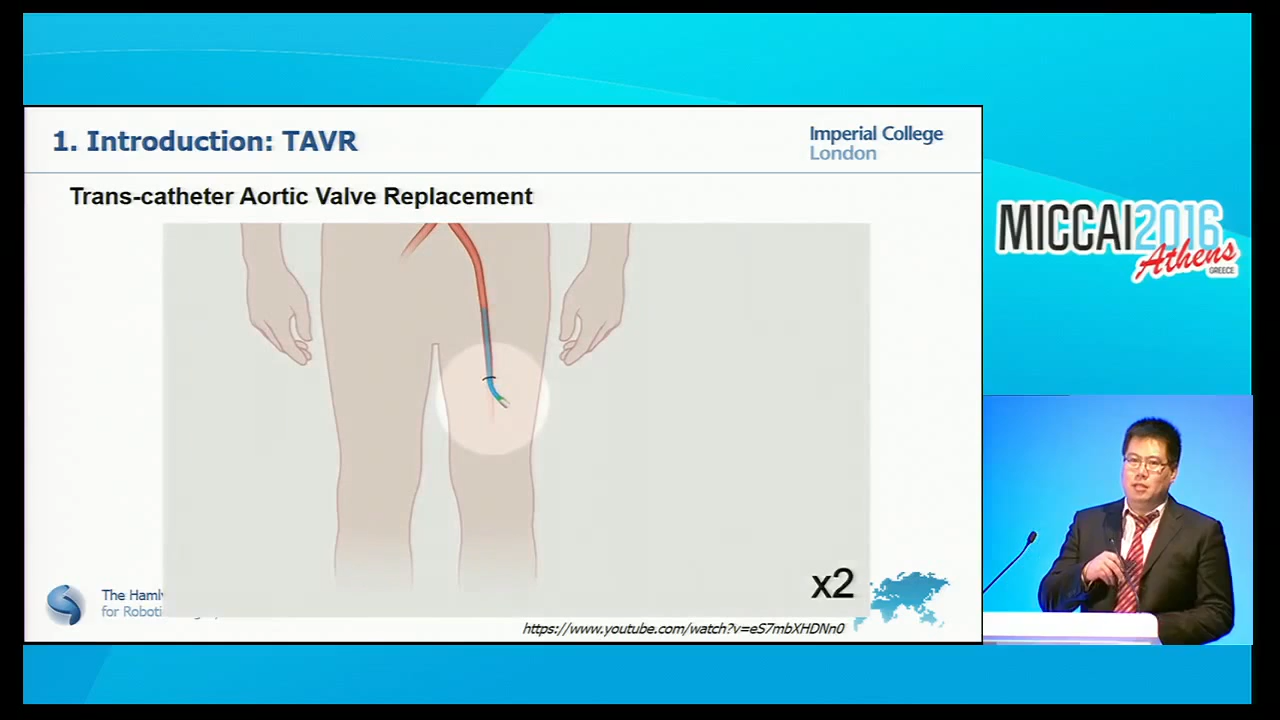 1. Introduction: TAVR
Imperial College
London
Trans-catheter Aortic Valve Replacement
MICCAI2016
Athens
GREECE
x2
The Haml
for Roboti
https://www.youtube.com/watch?v=eS7mbXHDNn0